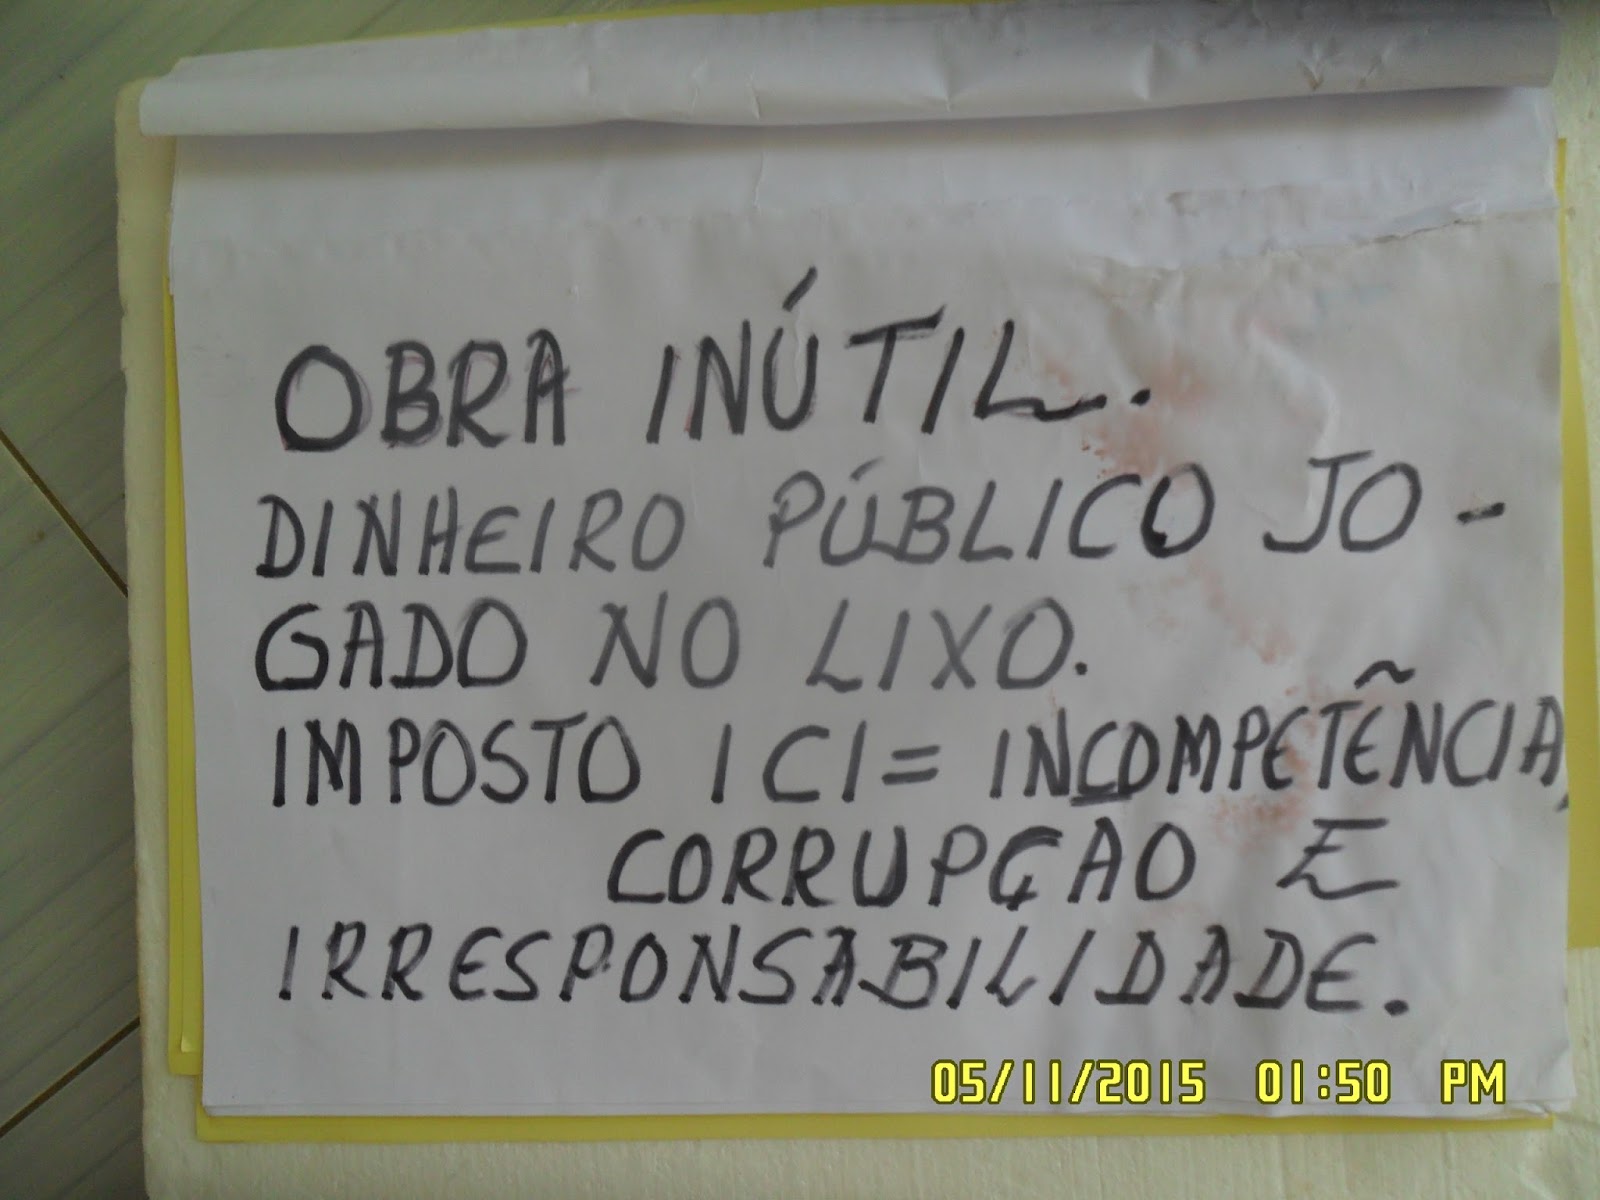 OBRA INÚTIL.
DINHEIRO PÚBLICO JO-
GADO NO LIXO.
IMPOSTO ICI = INCOMPETÊNCIA,
CORRUPÇAO E
IRRESPONSABILIDADE.
05/11/2015 01:50 PM